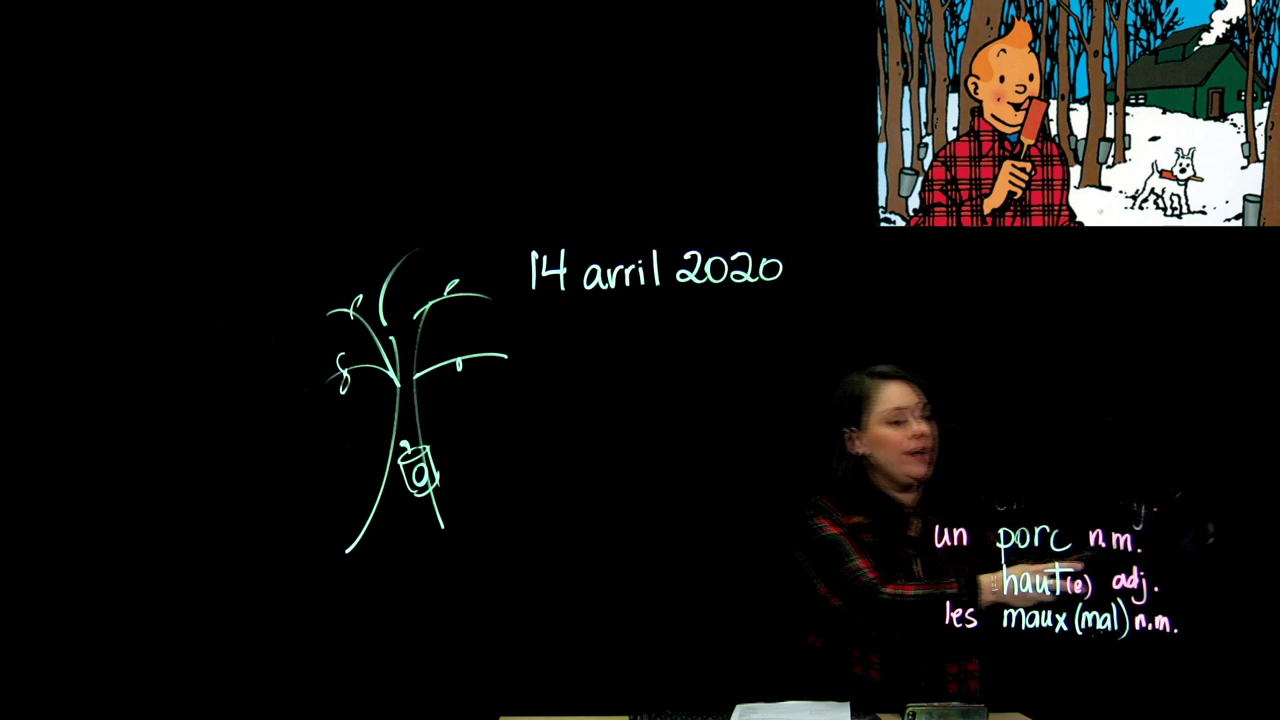 14 avril 2020
un porc n.m.
haut(e) adj.
les maux (mal) n.m.